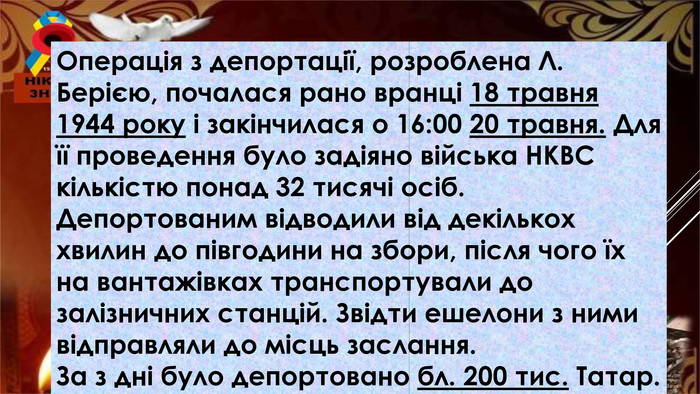 Операція з депортації, розроблена Л.
Берією, почалася рано вранці 18 травня
1944 року і закінчилася о 16:00 20 травня. Для
її проведення було задіяно війська НКВС
кількістю понад 32 тисячі осіб.
Депортованим відводили від декількох
хвилин до півгодини на збори, після чого їх
на вантажівках транспортували до
залізничних станцій. Звідти ешелони з ними
відправляли до місць заслання.
За з дні було депортовано бл. 200 тис. Татар.